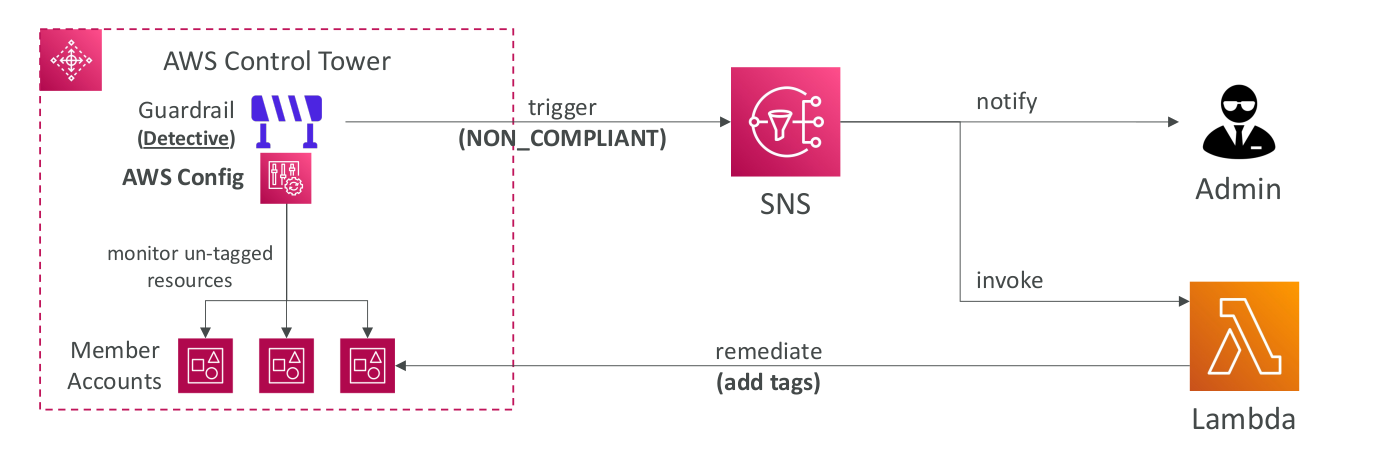 AWS Control Tower
Guardrail
(Detective)
AWS Config
trigger
(NON_COMPLIANT)
SNS
notify
Admin
monitor un-tagged
resources
invoke
Member
Accounts
remediate
(add tags)
Lambda